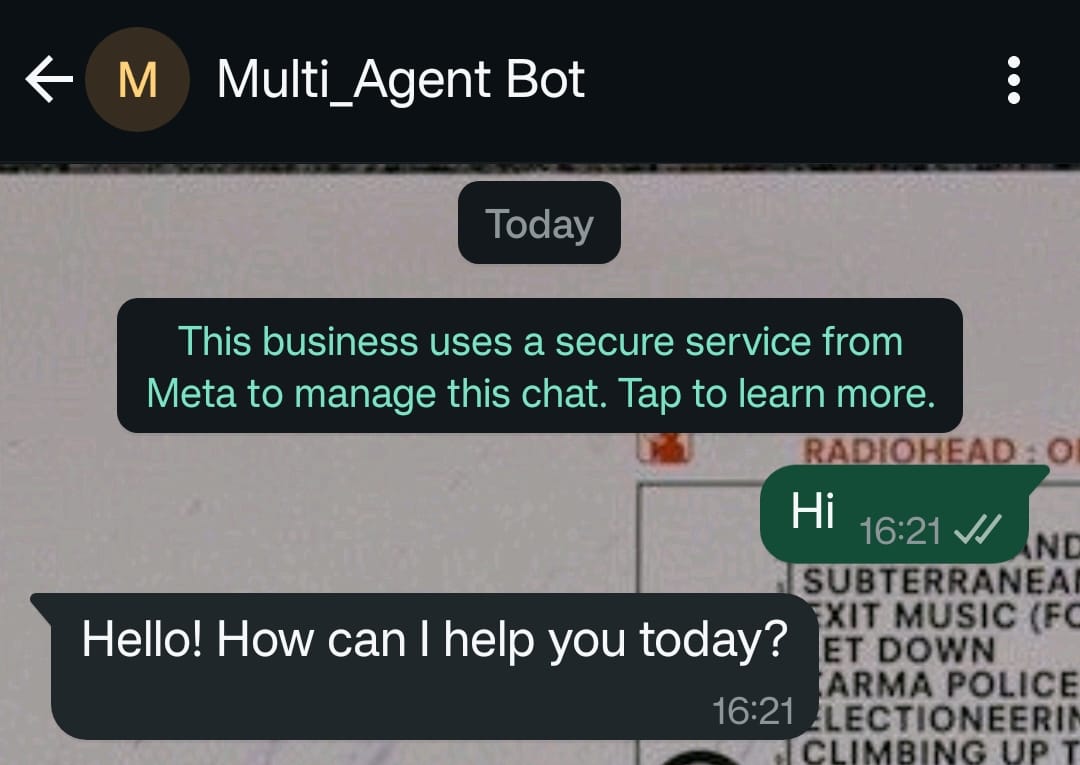 M
Multi_Agent Bot
Today
This business uses a secure service from
Meta to manage this chat. Tap to learn more.
RADIOHEAD :
Hi
16:21
SUBTERRANEA
EXIT MUSIC (FO
Hello! How can I help you today?
ET DOWN
ARMA POLICE
16:21
ELECTIONEERIN
CLIMBING UP T